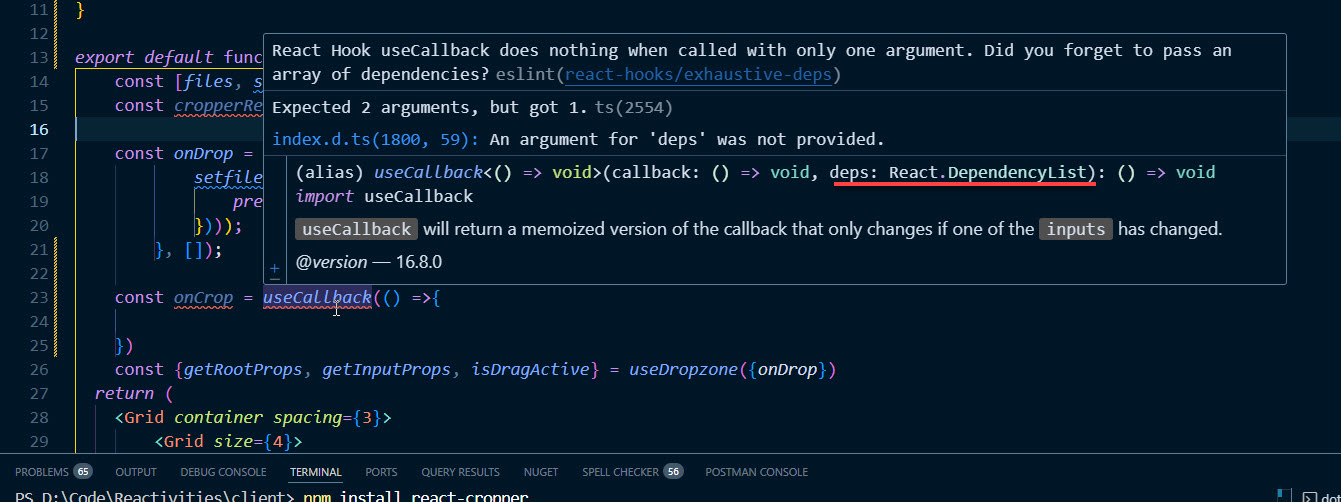 11 }
12
13 export default func
14 const [files, s
15 const cropperRe
16
17 const onDrop =
18 setfile
19 pre
20 })));
21 }, []);
22
23 const onCrop = useCallback(() =>{
24
25 })
26 const {getRootProps, getInputProps, isDragActive} = useDropzone({onDrop})
27 return (
28 <Grid container spacing={3}>
29 <Grid size={4}>
React Hook useCallback does nothing when called with only one argument. Did you forget to pass an
array of dependencies? eslint(react-hooks/exhaustive-deps)
Expected 2 arguments, but got 1. ts(2554)
index.d.ts(1800, 59): An argument for 'deps' was not provided.
(alias) useCallback<() => void>(callback: () => void, deps: React.DependencyList): () => void
import useCallback
useCallback will return a memoized version of the callback that only changes if one of the inputs has changed.
@version — 16.8.0
PROBLEMS 65 OUTPUT DEBUG CONSOLE TERMINAL PORTS QUERY RESULTS NUGET SPELL CHECKER 56 POSTMAN CONSOLE
PS D:\Code\Reactivities\client> npm install react-cropper
dot